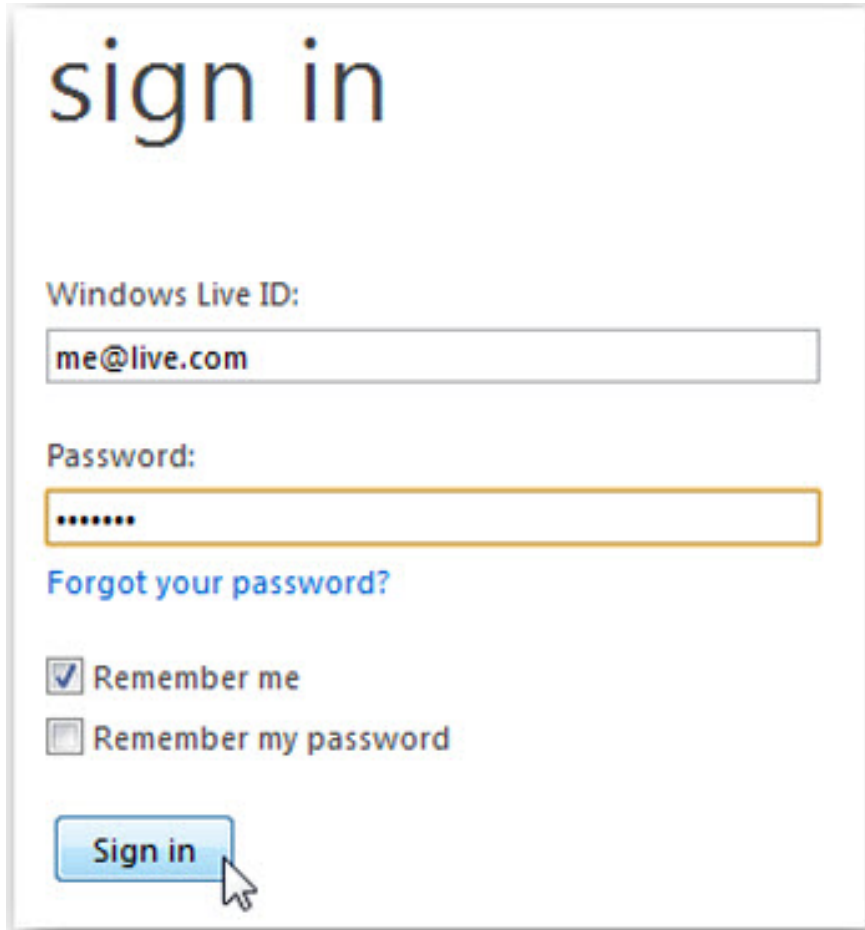 sign in
Windows Live ID:
me@live.com
Password:
•••••••
Forgot your password?
Remember me
Remember my password
Sign in